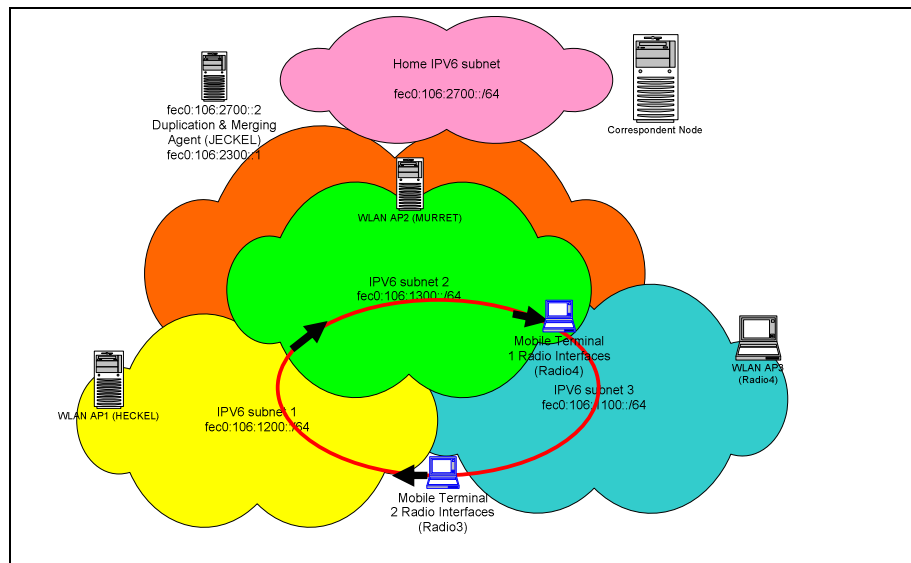 Home IPV6 subnet
fec0:106:2700::/64
fec0:106:2700::2
Duplication & Merging
Agent (JECKEL)
fec0:106:2300::1
Correspondent Node
WLAN AP2 (MURRET)
IPV6 subnet 2
fec0:106:1300::/64
Mobile Terminal
1 Radio Interfaces
(Radio4)
WLAN AP3
(Radio4)
IPV6 subnet 3
fec0:106:1100::/64
WLAN AP1 (HECKEL)
IPV6 subnet 1
fec0:106:1200::/64
Mobile Terminal
2 Radio Interfaces
(Radio3)